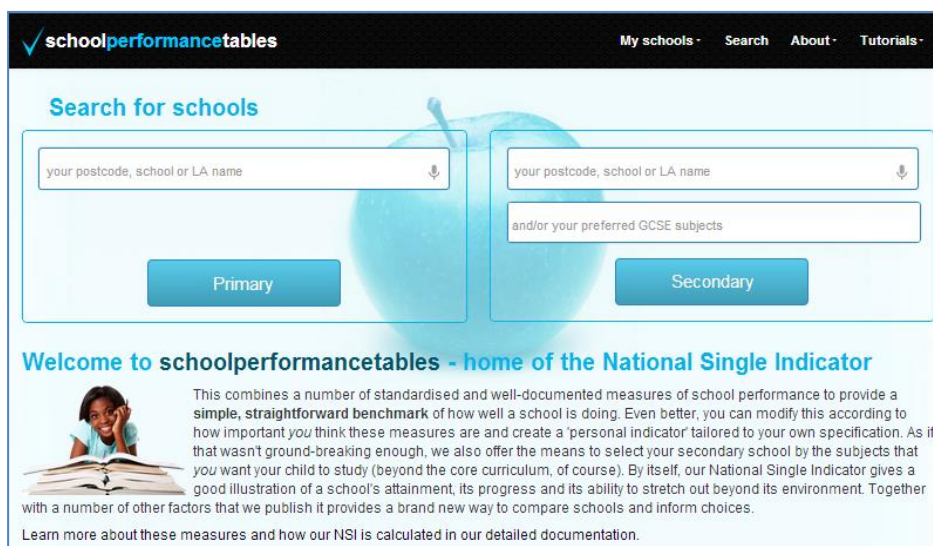 schoolperformancetables
My schools Search About Tutorials
Search for schools
your postcode, school or LA name
your postcode, school or LA name
and/or your preferred GCSE subjects
Primary
Secondary
Welcome to schoolperformancetables - home of the National Single Indicator
This combines a number of standardised and well-documented measures of school performance to provide a
simple, straightforward benchmark of how well a school is doing. Even better, you can modify this according to
how important you think these measures are and create a 'personal indicator' tailored to your own specification. As if
that wasn't ground-breaking enough, we also offer the means to select your secondary school by the subjects that
you want your child to study (beyond the core curriculum, of course). By itself, our National Single Indicator gives a
good illustration of a school's attainment, its progress and its ability to stretch out beyond its environment. Together
with a number of other factors that we publish it provides a brand new way to compare schools and inform choices.
Learn more about these measures and how our NSI is calculated in our detailed documentation.